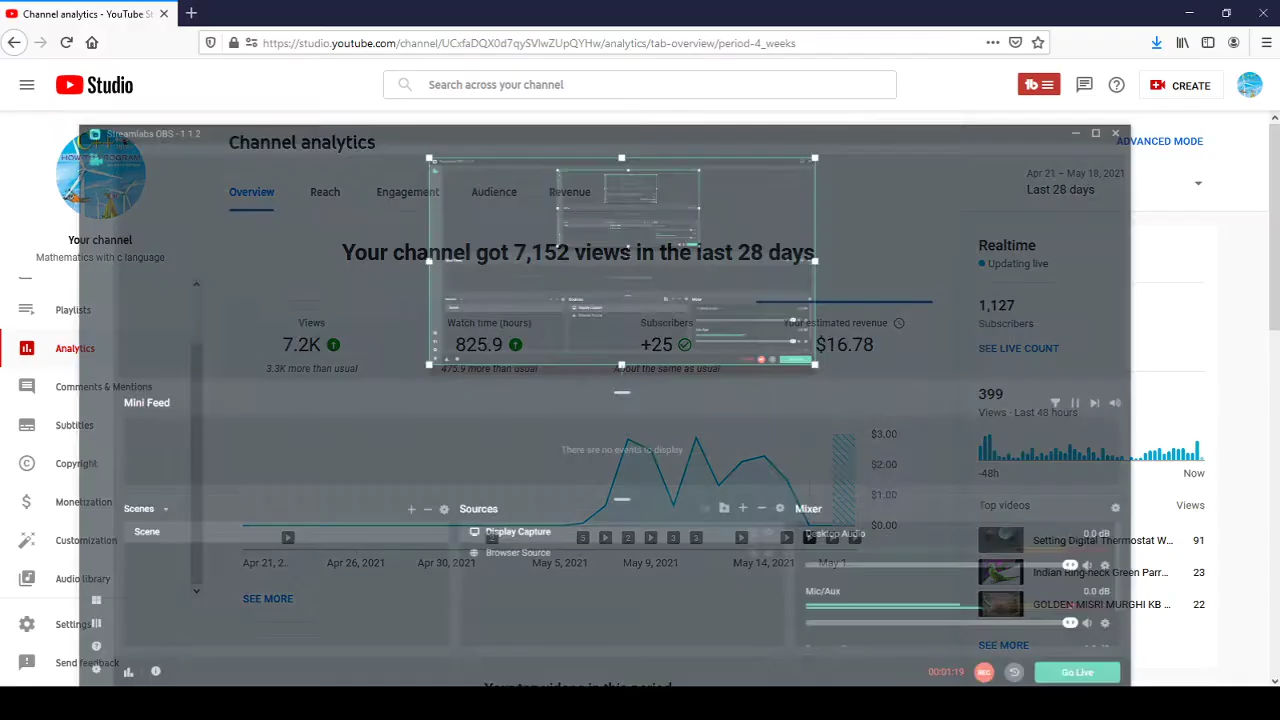 Channel analytics - YouTube St
https://studio.youtube.com/channel/UCxfaDQX0d7qySVlwZUpQYHw/analytics/tab-overview/period-4_weeks
Studio
Search across your channel
CREATE
Streamlabs OBS - 1 1 2
Channel analytics
ADVANCED MODE
Overview
Reach
Engagement
Audience
Revenue
Apr 21 – May 18, 2021
Last 28 days
Your channel
Mathematics with c language
Your channel got 7,152 views in the last 28 days
Realtime
Updating live
Playlists
Analytics
Comments & Mentions
Subtitles
Copyright
Monetization
Customization
Audio library
Settings
Send feedback
Views
7.2K
3.3K more than usual
Watch time (hours)
825.9
475.9 more than usual
Subscribers
+25
About the same as usual
Your estimated revenue
$16.78
1,127
Subscribers
SEE LIVE COUNT
399
Views · Last 48 hours
-48h
Now
Mini Feed
There are no events to display
$3.00
$2.00
$1.00
$0.00
Scenes
Scene
Sources
Display Capture
Browser Source
Mixer
Desktop Audio
0.0 dB
Mic/Aux
0.0 dB
5
2
3
3
Apr 21, 2...
Apr 26, 2021
Apr 30, 2021
May 5, 2021
May 9, 2021
May 14, 2021
May 1
SEE MORE
Top videos
Views
Setting Digital Thermostat W...
91
Indian Ring-neck Green Parr...
23
GOLDEN MISRI MURGHI KB ...
22
SEE MORE
00:01:19
REC
Go Live